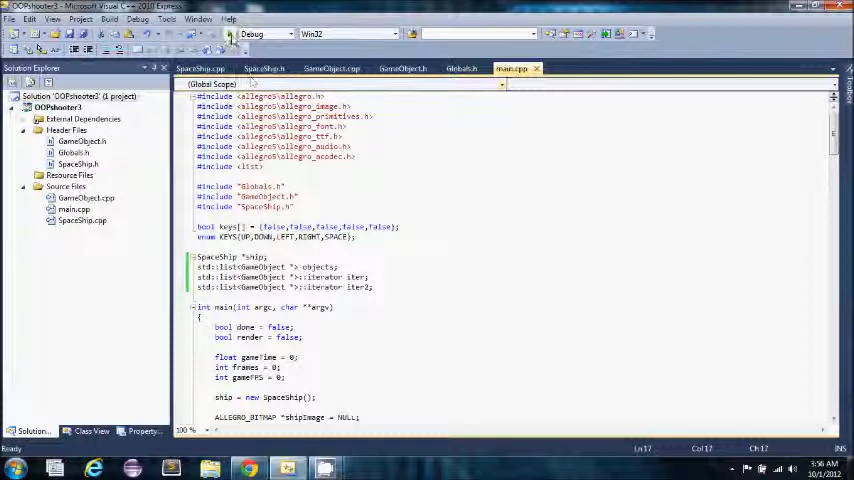 OOPshooter3 - Microsoft Visual C++ 2010 Express
File Edit View Project Build Debug Tools Window Help
Debug Win32
Solution Explorer
SpaceShip.cpp SpaceShip.h GameObject.cpp GameObject.h Globals.h main.cpp
(Global Scope)
Solution 'OOPshooter3' (1 project)
OOPshooter3
External Dependencies
Header Files
GameObject.h
Globals.h
SpaceShip.h
Resource Files
Source Files
GameObject.cpp
main.cpp
SpaceShip.cpp
#include <allegro5\allegro.h>
#include <allegro5\allegro_image.h>
#include <allegro5\allegro_primitives.h>
#include <allegro5\allegro_font.h>
#include <allegro5\allegro_ttf.h>
#include <allegro5\allegro_audio.h>
#include <allegro5\allegro_acodec.h>
#include <list>
#include "Globals.h"
#include "GameObject.h"
#include "SpaceShip.h"
bool keys[] = {false,false,false,false,false};
enum KEYS{UP,DOWN,LEFT,RIGHT,SPACE};
SpaceShip *ship;
std::list<GameObject *> objects;
std::list<GameObject *>::iterator iter;
std::list<GameObject *>::iterator iter2;
int main(int argc, char **argv)
{
bool done = false;
bool render = false;
float gameTime = 0;
int frames = 0;
int gameFPS = 0;
ship = new SpaceShip();
ALLEGRO_BITMAP *shipImage = NULL;
100 %
Solution... Class View Property...
Ready Ln 17 Col 17 Ch 17 INS
3:56 AM
10/1/2012
Toolbox